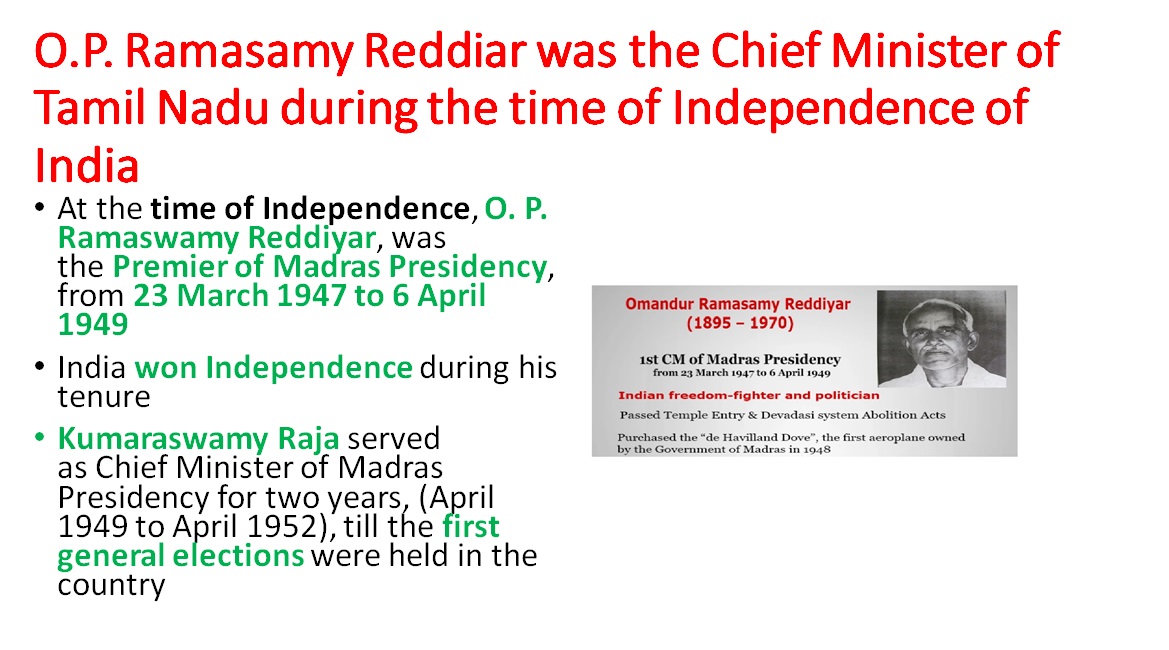 O.P. Ramasamy Reddiar was the Chief Minister of
Tamil Nadu during the time of Independence of
India
• At the time of Independence, O. P.
Ramaswamy Reddiyar, was
the Premier of Madras Presidency,
from 23 March 1947 to 6 April
1949
• India won Independence during his
tenure
• Kumaraswamy Raja served
as Chief Minister of Madras
Presidency for two years, (April
1949 to April 1952), till the first
general elections were held in the
country
Omandur Ramasamy Reddiyar
(1895 – 1970)
1st CM of Madras Presidency
from 23 March 1947 to 6 April 1949
Indian freedom-fighter and politician
Passed Temple Entry & Devadasi system Abolition Acts
Purchased the “de Havilland Dove”, the first aeroplane owned
by the Government of Madras in 1948